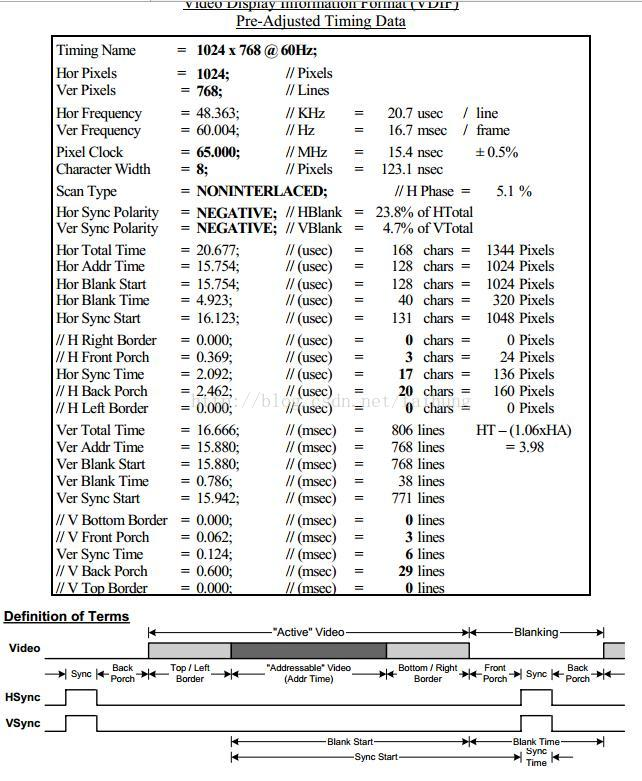 Video Display Information Format (VDIF)
Pre-Adjusted Timing Data
Timing Name = 1024 x 768 @ 60Hz;
Hor Pixels = 1024; // Pixels
Ver Pixels = 768; // Lines
Hor Frequency = 48.363; // KHz = 20.7 usec / line
Ver Frequency = 60.004; // Hz = 16.7 msec / frame
Pixel Clock = 65.000; // MHz = 15.4 nsec ± 0.5%
Character Width = 8; // Pixels = 123.1 nsec
Scan Type = NONINTERLACED; // H Phase = 5.1 %
Hor Sync Polarity = NEGATIVE; // HBlank = 23.8% of HTotal
Ver Sync Polarity = NEGATIVE; // VBlank = 4.7% of VTotal
Hor Total Time = 20.677; // (usec) = 168 chars = 1344 Pixels
Hor Addr Time = 15.754; // (usec) = 128 chars = 1024 Pixels
Hor Blank Start = 15.754; // (usec) = 128 chars = 1024 Pixels
Hor Blank Time = 4.923; // (usec) = 40 chars = 320 Pixels
Hor Sync Start = 16.123; // (usec) = 131 chars = 1048 Pixels
// H Right Border = 0.000; // (usec) = 0 chars = 0 Pixels
// H Front Porch = 0.369; // (usec) = 3 chars = 24 Pixels
Hor Sync Time = 2.092; // (usec) = 17 chars = 136 Pixels
// H Back Porch = 2.462; // (usec) = 20 chars = 160 Pixels
// H Left Border = 0.000; // (usec) = 0 chars = 0 Pixels
Ver Total Time = 16.666; // (msec) = 806 lines HT – (1.06xHA)
Ver Addr Time = 15.880; // (msec) = 768 lines = 3.98
Ver Blank Start = 15.880; // (msec) = 768 lines
Ver Blank Time = 0.786; // (msec) = 38 lines
Ver Sync Start = 15.942; // (msec) = 771 lines
// V Bottom Border = 0.000; // (msec) = 0 lines
// V Front Porch = 0.062; // (msec) = 3 lines
Ver Sync Time = 0.124; // (msec) = 6 lines
// V Back Porch = 0.600; // (msec) = 29 lines
// V Top Border = 0.000; // (msec) = 0 lines
Definition of Terms
"Active" Video Blanking
Video
Sync Back Porch Top / Left Border "Addressable" Video (Addr Time) Bottom / Right Border Front Porch Sync Back Porch
HSync
VSync
Blank Start Blank Time
Sync Start Sync Time